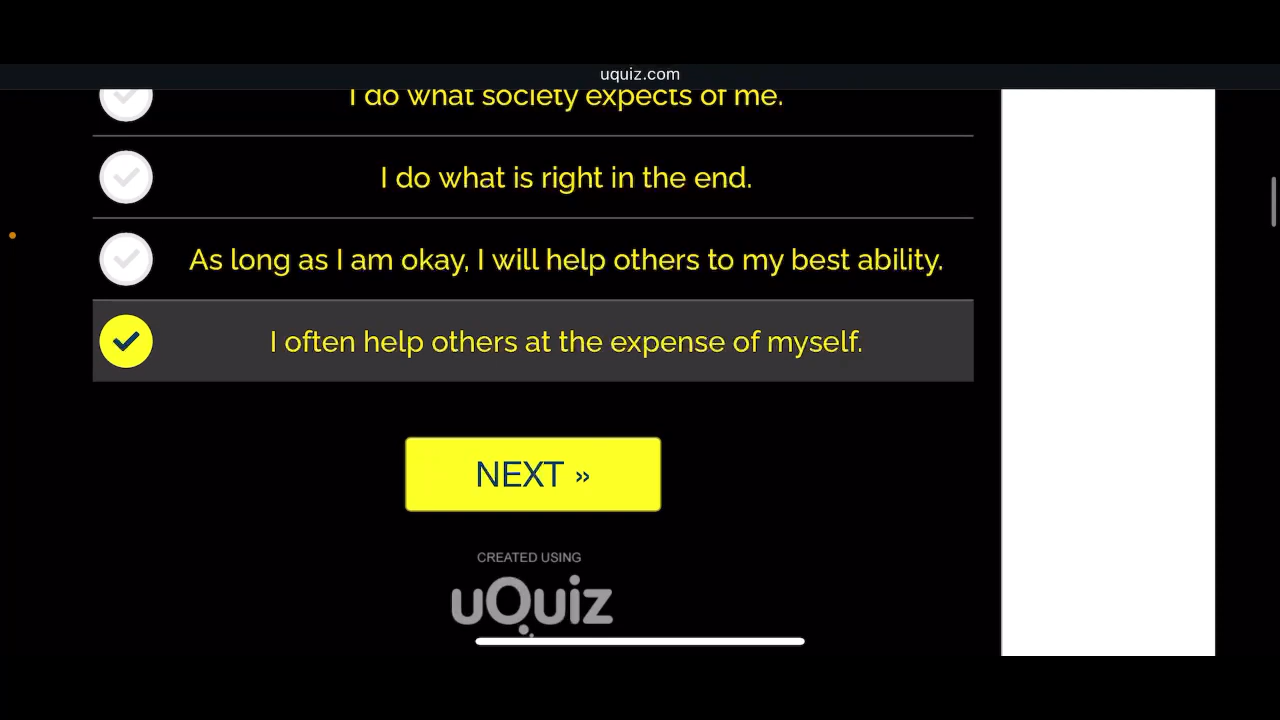 uquiz.com
I do what society expects of me.
I do what is right in the end.
As long as I am okay, I will help others to my best ability.
I often help others at the expense of myself.
NEXT »
CREATED USING
uQuiz